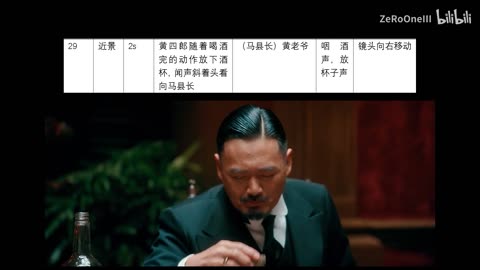 ZeRoOneIII bilibili
29 近景 2s 黄四郎随着喝酒 （马县长）黄老爷 咽酒 镜头向右移动
完的动作放下酒 声，放
杯，闻声斜着头看 杯子声
向马县长